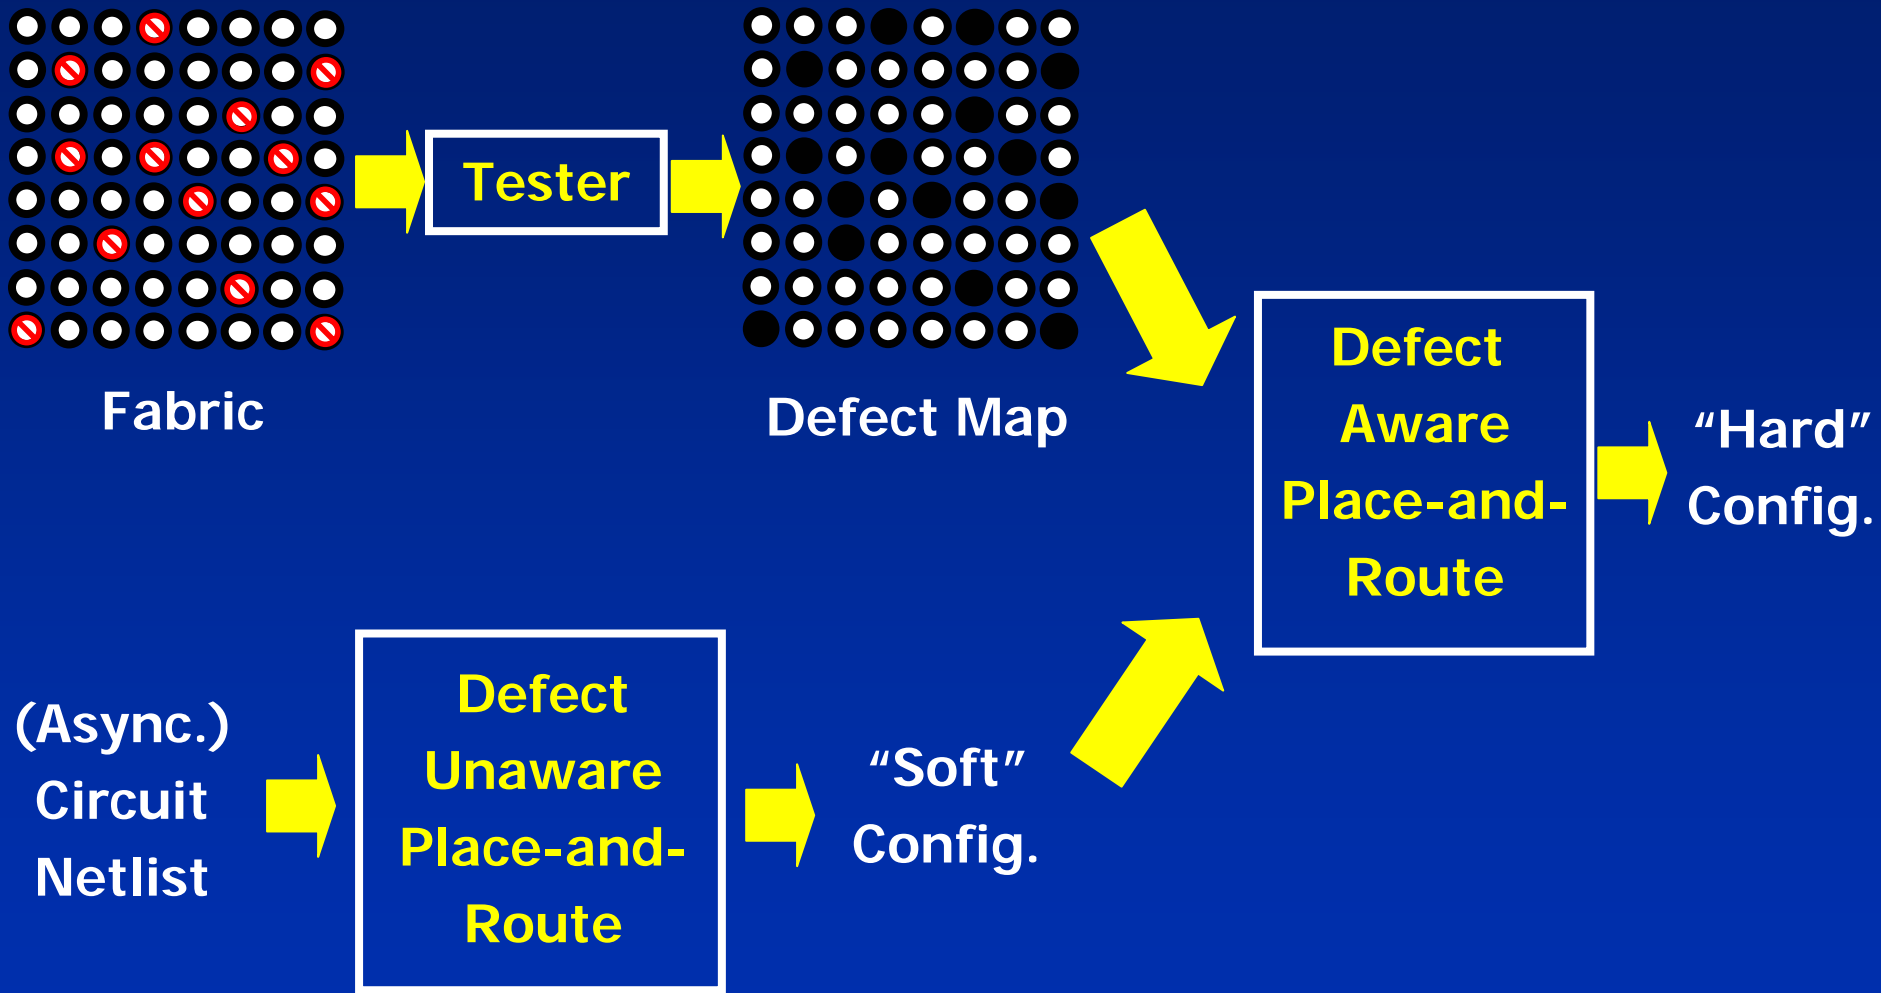 Tester
Fabric
Defect Map
Defect
Aware
Place-and-
Route
“Hard”
Config.
(Async.)
Circuit
Netlist
Defect
Unaware
Place-and-
Route
“Soft”
Config.